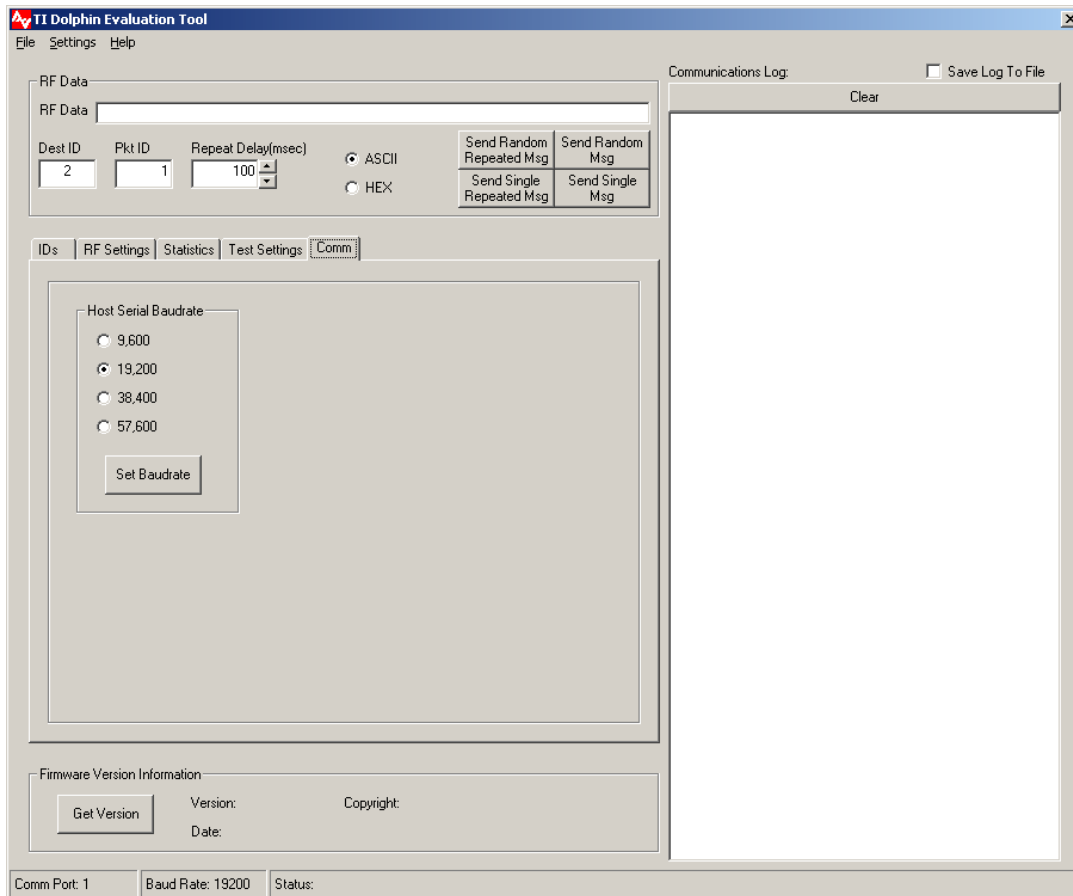 TI Dolphin Evaluation Tool
File Settings Help
RF Data
RF Data
Dest ID Pkt ID Repeat Delay(msec)
2 1 100
ASCII
HEX
Send Random Repeated Msg
Send Random Msg
Send Single Repeated Msg
Send Single Msg
Communications Log:
Save Log To File
Clear
IDs RF Settings Statistics Test Settings Comm
Host Serial Baudrate
9,600
19,200
38,400
57,600
Set Baudrate
Firmware Version Information
Get Version
Version:
Copyright:
Date:
Comm Port: 1 Baud Rate: 19200 Status: